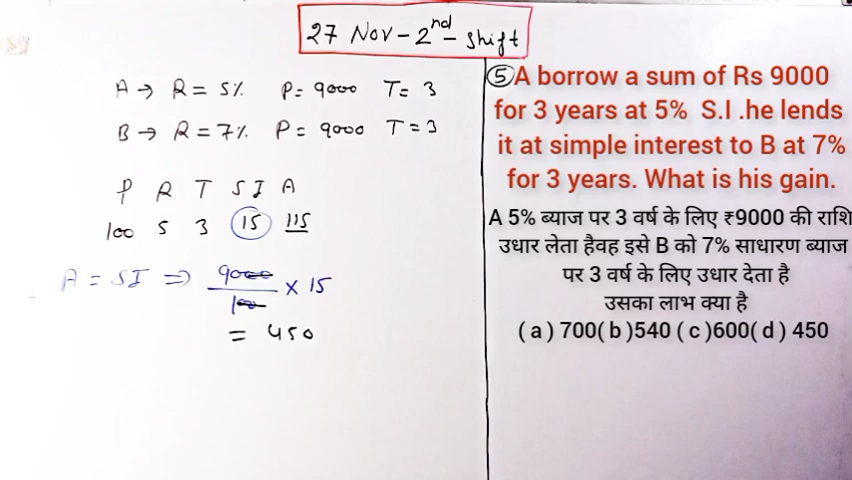 27 Nov - 2nd shift
A → R = 5% P = 9000 T = 3
B → R = 7% P = 9000 T = 3
P R T SI A
100 5 3 15 115
A = SI ⇒ 9000/100 × 15
= 450
⑤ A borrow a sum of Rs 9000
for 3 years at 5% S.I .he lends
it at simple interest to B at 7%
for 3 years. What is his gain.
A 5% ब्याज पर 3 वर्ष के लिए ₹9000 की राशि
उधार लेता हैवह इसे B को 7% साधारण ब्याज
पर 3 वर्ष के लिए उधार देता है
उसका लाभ क्या है
( a ) 700( b )540 ( c )600( d ) 450